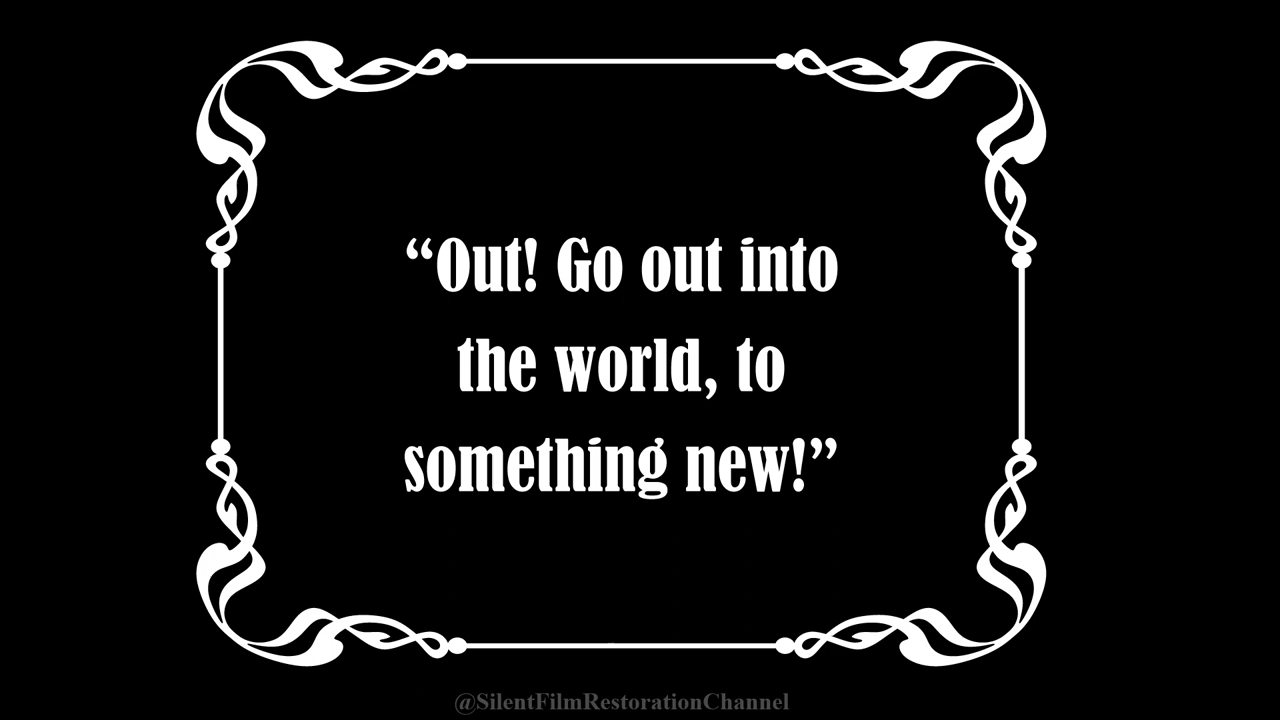 “Out! Go out into
the world, to
something new!”
@SilentFilmRestorationChannel